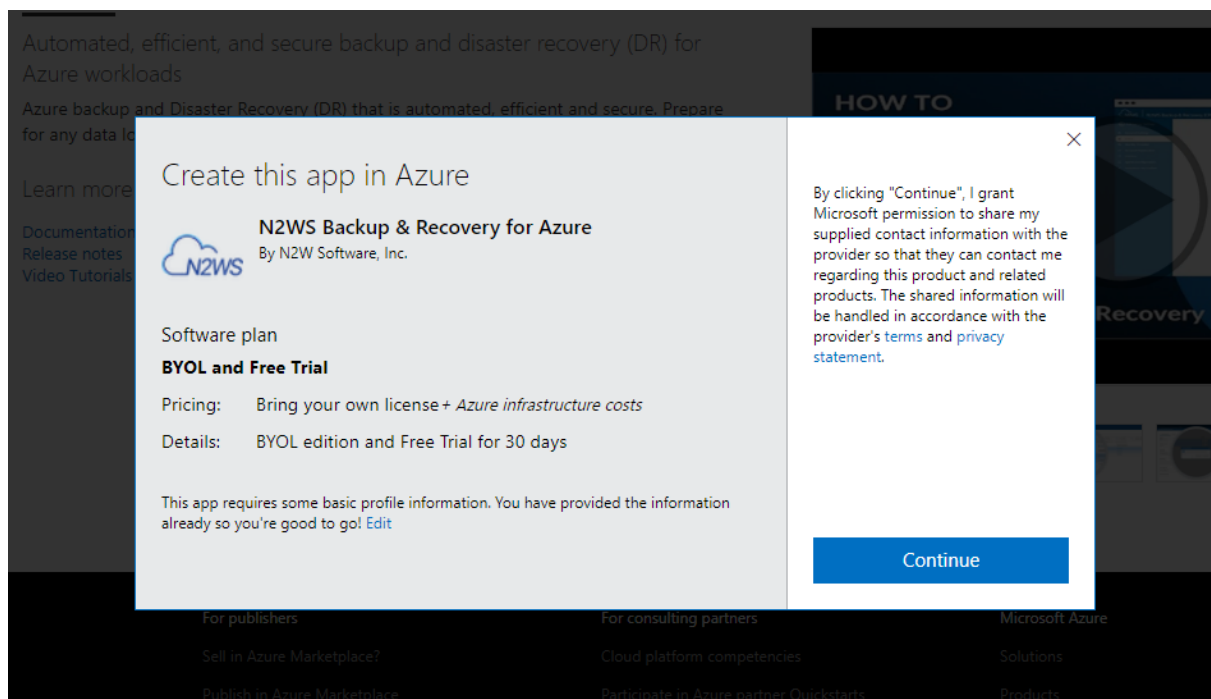 Automated, efficient, and secure backup and disaster recovery (DR) for
Azure workloads
Azure backup and Disaster Recovery (DR) that is automated, efficient and secure. Prepare
for any data
HOW TO
Learn more
Documentation
Release notes
Video Tutorials
Create this app in Azure
N2WS
N2WS Backup & Recovery for Azure
By N2W Software, Inc.
Software plan
BYOL and Free Trial
Pricing: Bring your own license + Azure infrastructure costs
Details: BYOL edition and Free Trial for 30 days
This app requires some basic profile information. You have provided the information
already so you're good to go! Edit
By clicking "Continue", I grant
Microsoft permission to share my
supplied contact information with the
provider so that they can contact me
regarding this product and related
products. The shared information will
be handled in accordance with the
provider's terms and privacy
statement.
Continue
Recovery
For publishers
Sell in Azure Marketplace?
Publish in Azure Marketplace
For consulting partners
Cloud platform competencies
Participate in Azure partner Quickstarts
Microsoft Azure
Solutions
Products